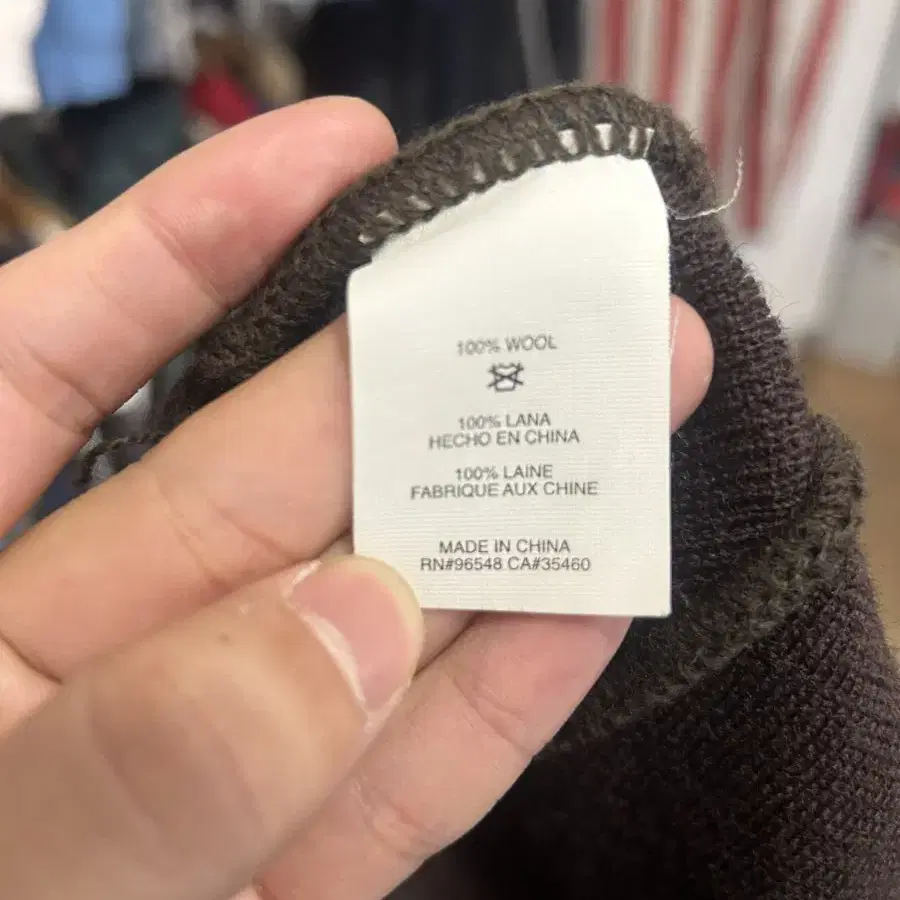 100% WOOL
100% LANA
HECHO EN CHINA
100% LAINE
FABRIQUE AUX CHINE
MADE IN CHINA
RN#96548 CA#35460